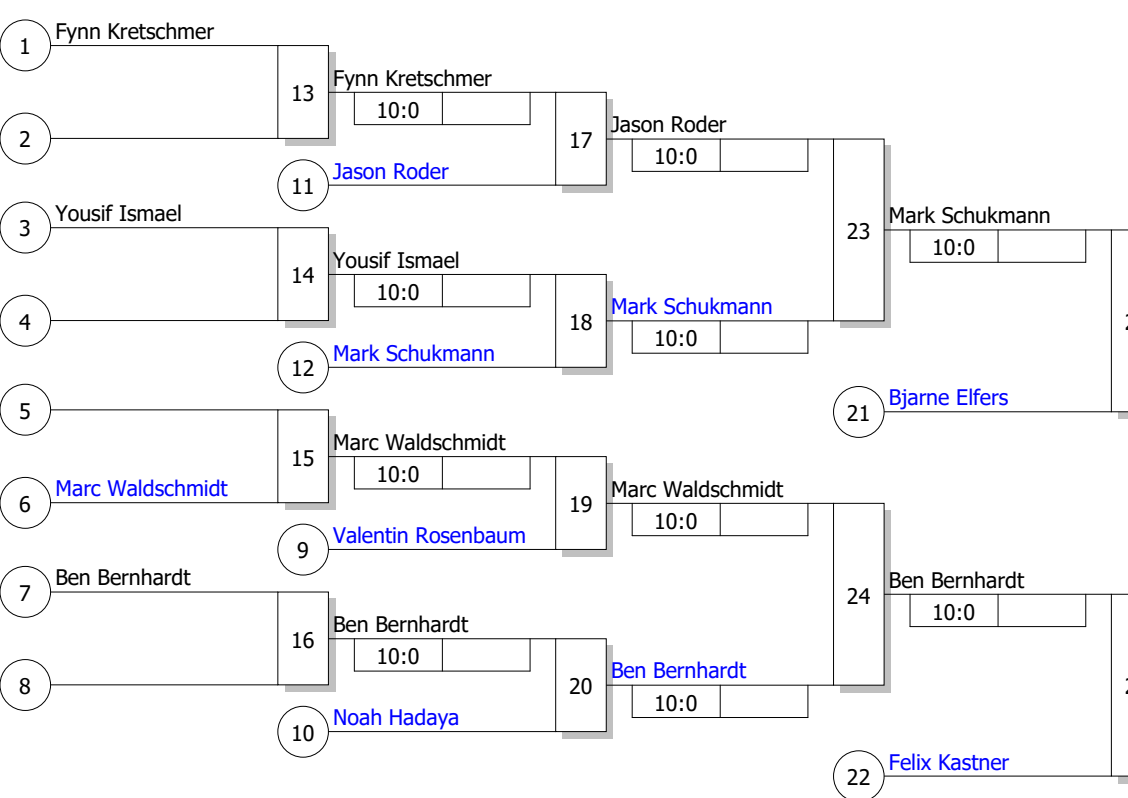 1 Fynn Kretschmer
13 Fynn Kretschmer
10:0
2
17 Jason Roder
10:0
11 Jason Roder
3 Yousif Ismael
23 Mark Schukmann
10:0
14 Yousif Ismael
10:0
4
18 Mark Schukmann
10:0
12 Mark Schukmann
21 Bjarne Elfers
5
15 Marc Waldschmidt
10:0
6 Marc Waldschmidt
19 Marc Waldschmidt
10:0
9 Valentin Rosenbaum
7 Ben Bernhardt
24 Ben Bernhardt
10:0
16 Ben Bernhardt
10:0
8
20 Ben Bernhardt
10:0
10 Noah Hadaya
22 Felix Kastner